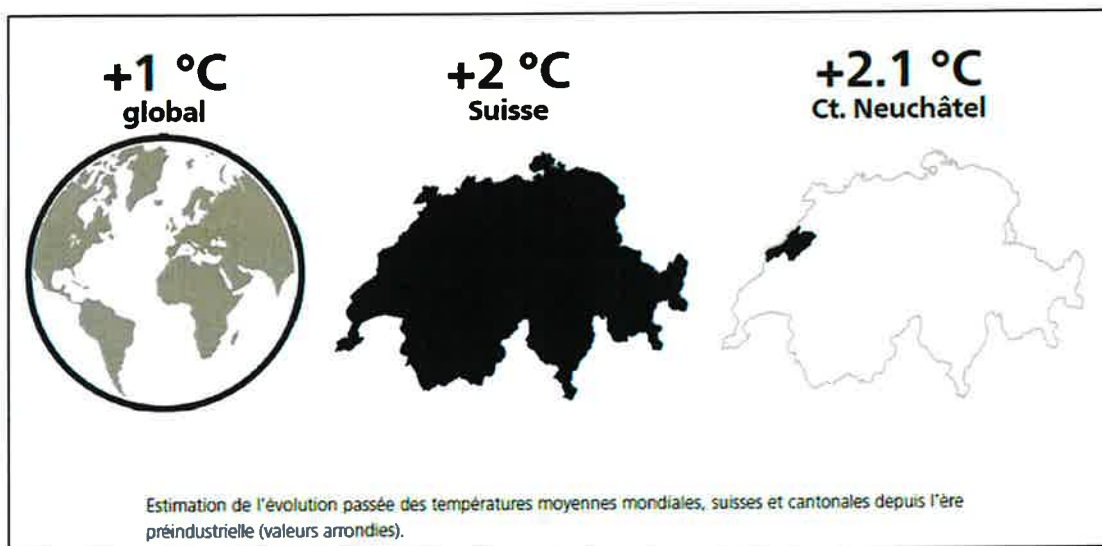 +1 °C
global
+2 °C
Suisse
+2.1 °C
Ct. Neuchâtel
Estimation de l'évolution passée des températures moyennes mondiales, suisses et cantonales depuis l'ère
préindustrielle (valeurs arrondies).